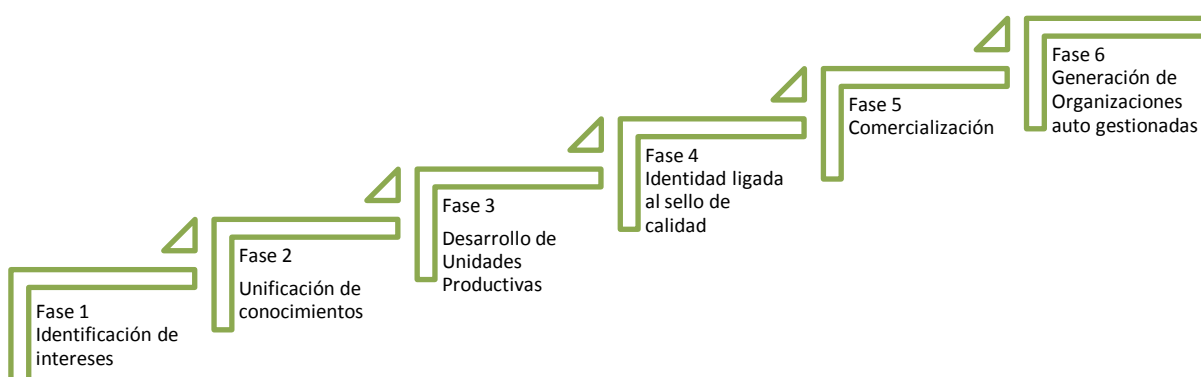 Fase 1
Identificación de
intereses
Fase 2
Unificación de
conocimientos
Fase 3
Desarrollo de
Unidades
Productivas
Fase 4
Identidad ligada
al sello de
calidad
Fase 5
Comercialización
Fase 6
Generación de
Organizaciones
auto gestionadas